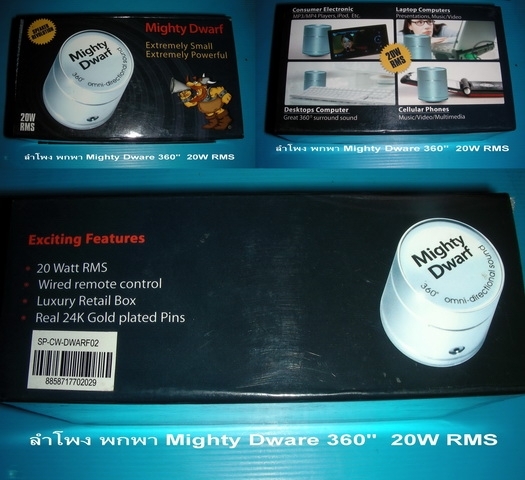 Mighty Dwarf
Extremely Small
Extremely Powerful
Mighty
Dwarf
360° omni-directional sound
20W
RMS
ลำโพง พกพา Mighty Dware 360" 20W RMS
Consumer Electronic
MP3/MP4 Players, iPod, Etc.
Laptop Computers
Presentations, Music/Video
20W
RMS
Desktops Computer
Great 360° surround sound
Cellular Phones
Music/Video/Multimedia
ลำโพง พกพา Mighty Dware 360" 20W RMS
Exciting Features
20 Watt RMS
Wired remote control
Luxury Retail Box
Real 24K Gold plated Pins
SP-CW-DWARF02
8858717702029
Mighty
Dwarf
360° omni-directional sound
ลำโพง พกพา Mighty Dware 360" 20W RMS